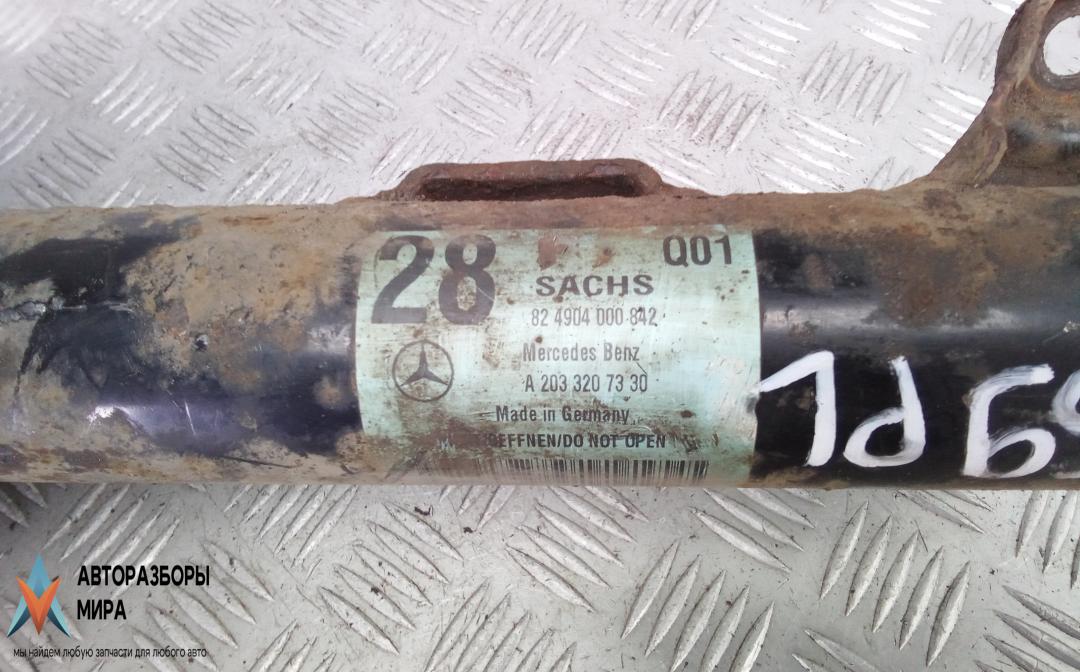 28
Q01
SACHS
82 4904 000 842
Mercedes Benz
A 203 320 73 30
Made in Germany
OEFFNEN/DO NOT OPEN
АВТОРАЗБОРЫ
МИРА
мы найдем любую запчасти для любого авто